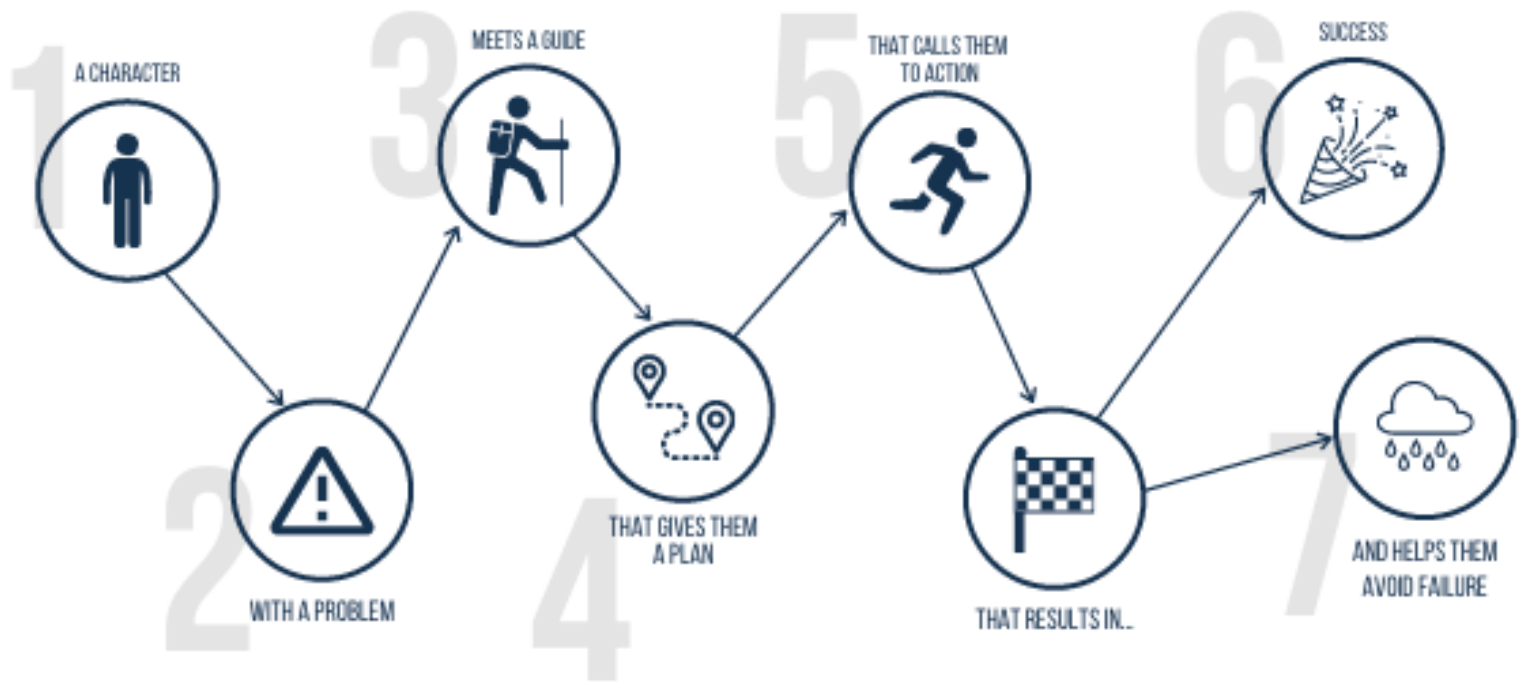 1
A CHARACTER
2
WITH A PROBLEM
3
MEETS A GUIDE
4
THAT GIVES THEM
A PLAN
5
THAT CALLS THEM
TO ACTION
THAT RESULTS IN...
6
SUCCESS
7
AND HELPS THEM
AVOID FAILURE